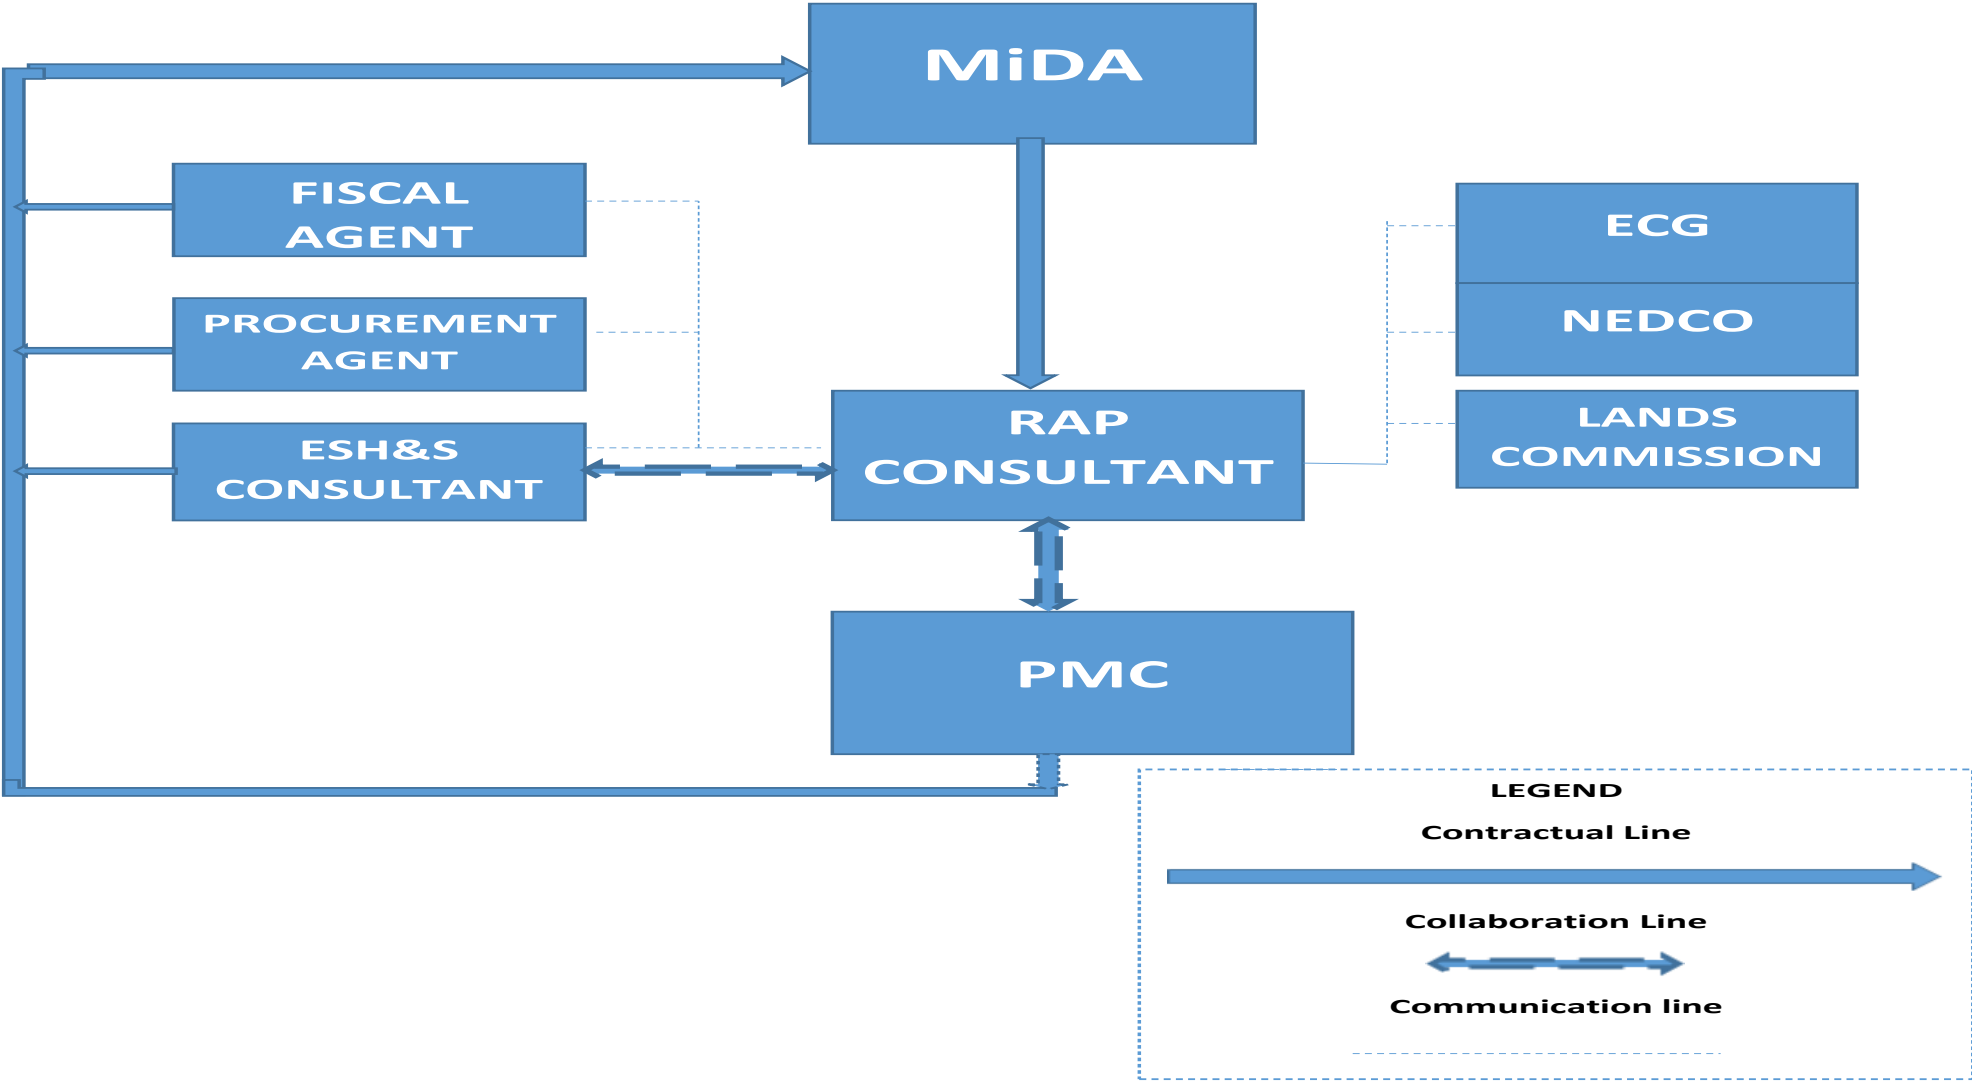 MiDA
FISCAL
AGENT
PROCUREMENT
AGENT
ESH&S
CONSULTANT
RAP
CONSULTANT
ECG
NEDCO
LANDS
COMMISSION
PMC
LEGEND
Contractual Line
Collaboration Line
Communication line